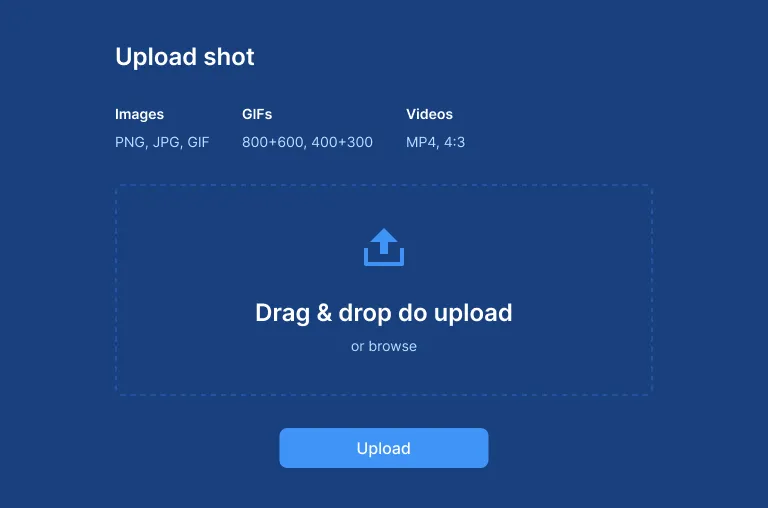 Upload shot
Images GIFs Videos
PNG, JPG, GIF 800+600, 400+300 MP4, 4:3
Drag & drop do upload
or browse
Upload